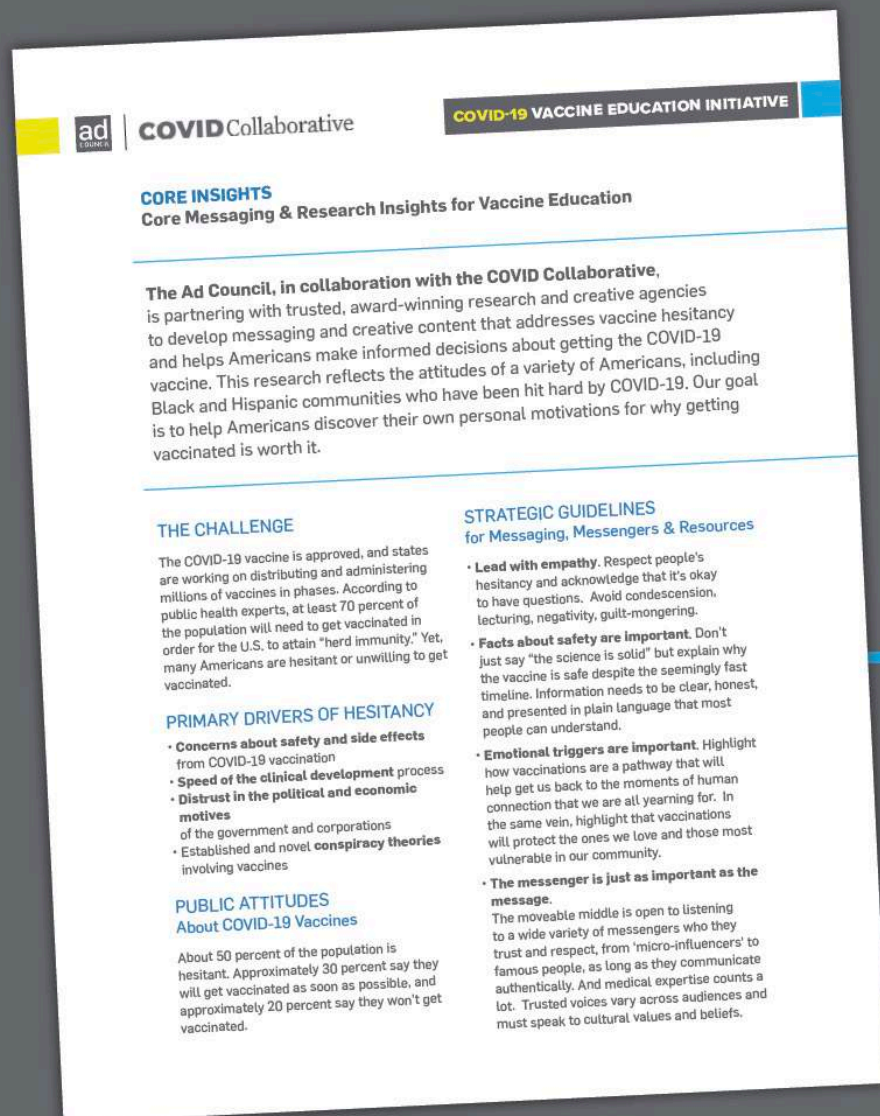 ad
COUNCIL
COVID Collaborative
COVID-19 VACCINE EDUCATION INITIATIVE
CORE INSIGHTS
Core Messaging & Research Insights for Vaccine Education
The Ad Council, in collaboration with the COVID Collaborative,
is partnering with trusted, award-winning research and creative agencies
to develop messaging and creative content that addresses vaccine hesitancy
and helps Americans make informed decisions about getting the COVID-19
vaccine. This research reflects the attitudes of a variety of Americans, including
Black and Hispanic communities who have been hit hard by COVID-19. Our goal
is to help Americans discover their own personal motivations for why getting
vaccinated is worth it.
THE CHALLENGE
The COVID-19 vaccine is approved, and states
are working on distributing and administering
millions of vaccines in phases. According to
public health experts, at least 70 percent of
the population will need to get vaccinated in
order for the U.S. to attain "herd immunity." Yet,
many Americans are hesitant or unwilling to get
vaccinated.
PRIMARY DRIVERS OF HESITANCY
• Concerns about safety and side effects
from COVID-19 vaccination
• Speed of the clinical development process
• Distrust in the political and economic
motives
of the government and corporations
• Established and novel conspiracy theories
involving vaccines
PUBLIC ATTITUDES
About COVID-19 Vaccines
About 50 percent of the population is
hesitant. Approximately 30 percent say they
will get vaccinated as soon as possible, and
approximately 20 percent say they won't get
vaccinated.
STRATEGIC GUIDELINES
for Messaging, Messengers & Resources
• Lead with empathy. Respect people's
hesitancy and acknowledge that it's okay
to have questions. Avoid condescension,
lecturing, negativity, guilt-mongering.
• Facts about safety are important. Don't
just say "the science is solid" but explain why
the vaccine is safe despite the seemingly fast
timeline. Information needs to be clear, honest,
and presented in plain language that most
people can understand.
• Emotional triggers are important. Highlight
how vaccinations are a pathway that will
help get us back to the moments of human
connection that we are all yearning for. In
the same vein, highlight that vaccinations
will protect the ones we love and those most
vulnerable in our community.
• The messenger is just as important as the
message.
The moveable middle is open to listening
to a wide variety of messengers who they
trust and respect, from 'micro-influencers' to
famous people, as long as they communicate
authentically. And medical expertise counts a
lot. Trusted voices vary across audiences and
must speak to cultural values and beliefs.